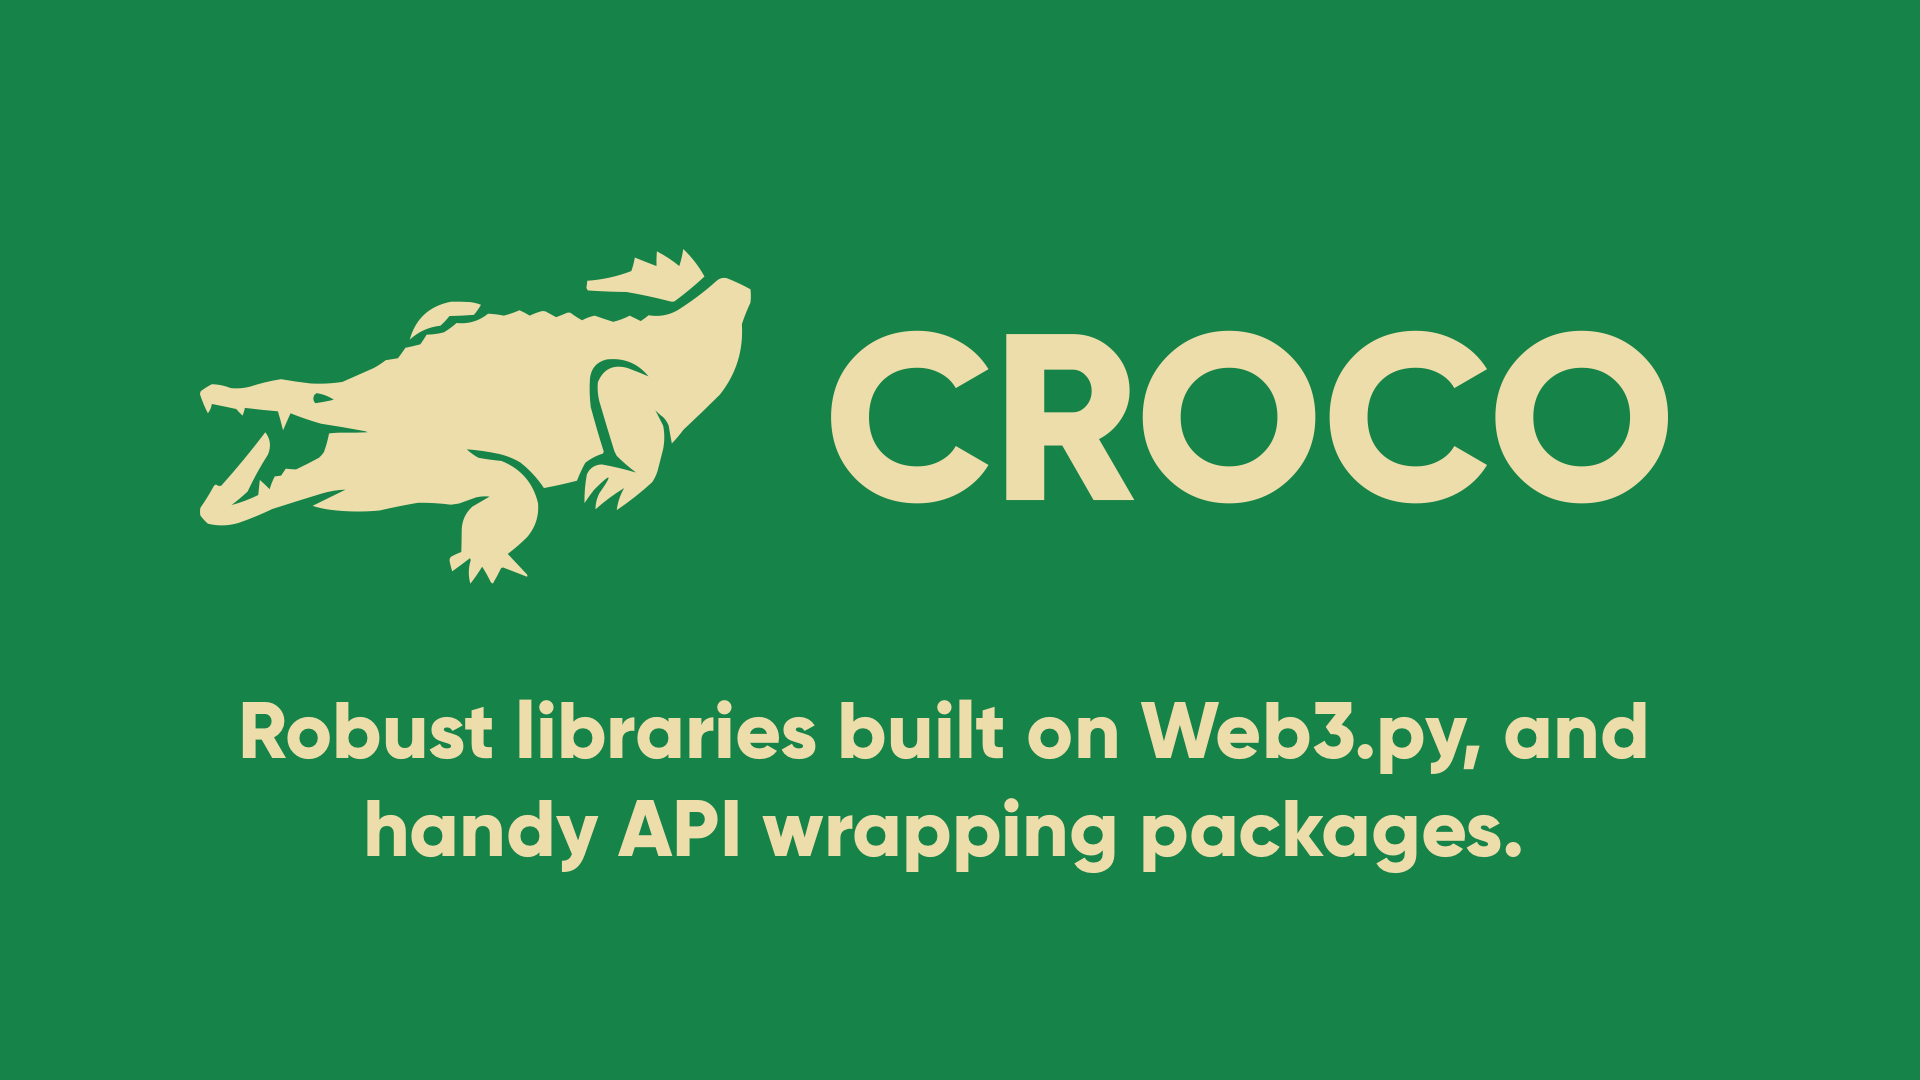 CROCO
Robust libraries built on Web3.py, and
handy API wrapping packages.